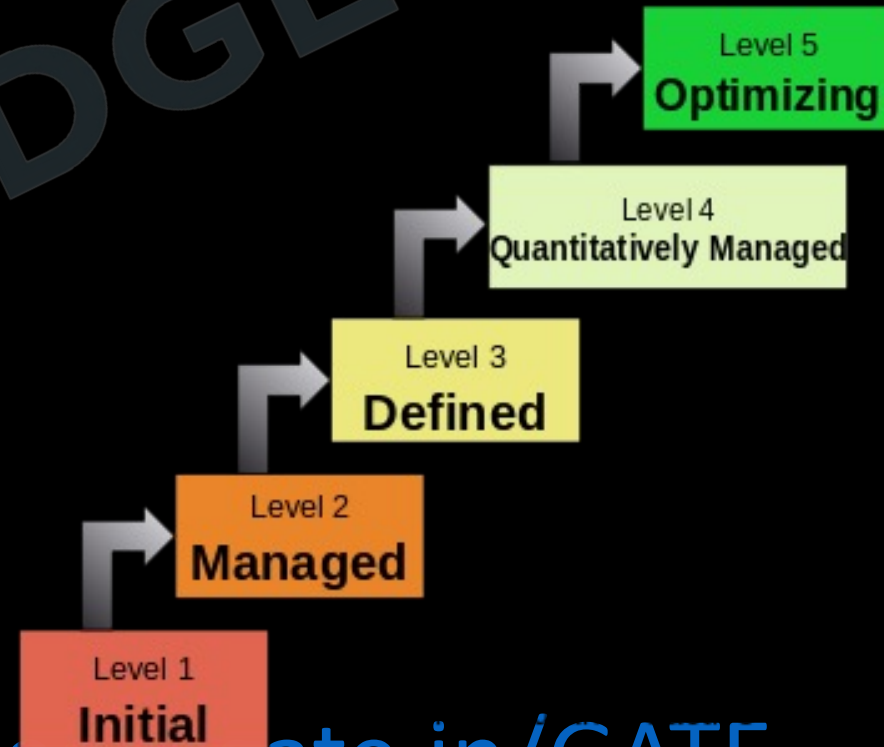 Level 5
Optimizing
Level 4
Quantitatively Managed
Level 3
Defined
Level 2
Managed
Level 1
Initial